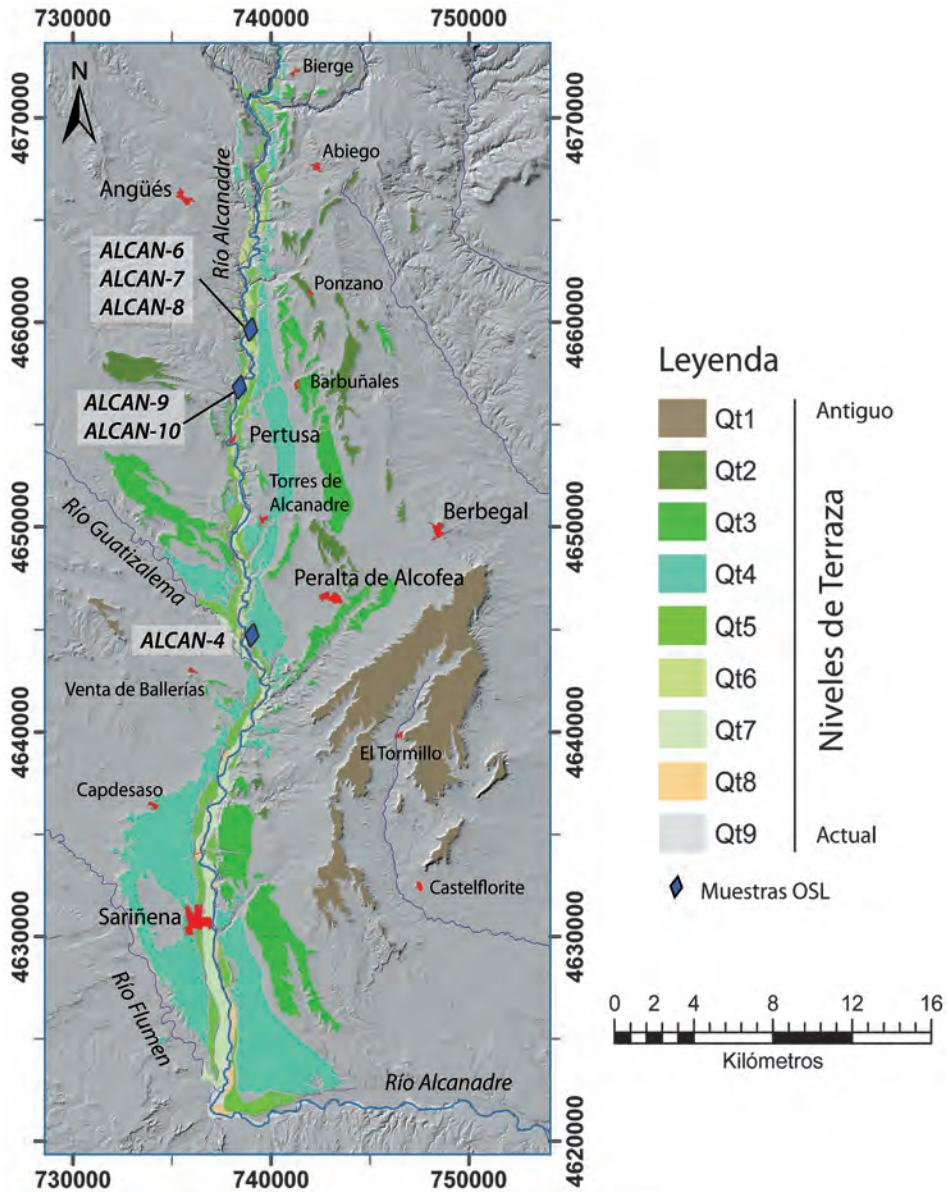 730000 740000 750000
N
Bierge
4670000
4670000
Abiego
Angüés
Río Alcanadre
ALCAN-6
ALCAN-7
ALCAN-8
Ponzano
4660000
4660000
Barbuñales
ALCAN-9
ALCAN-10
Pertusa
Torres de
Alcanadre
Berbegal
4650000
4650000
Río Guatizalema
Peralta de Alcofea
ALCAN-4
Venta de Ballerías
4640000
4640000
El Tormillo
Capdesaso
Castelflorite
Sariñena
4630000
4630000
Río Flumen
Río Alcanadre
4620000
4620000
730000 740000 750000
Leyenda
Qt1
Qt2
Qt3
Qt4
Qt5
Qt6
Qt7
Qt8
Qt9
Antiguo
Niveles de Terraza
Actual
Muestras OSL
0 2 4 8 12 16
Kilómetros